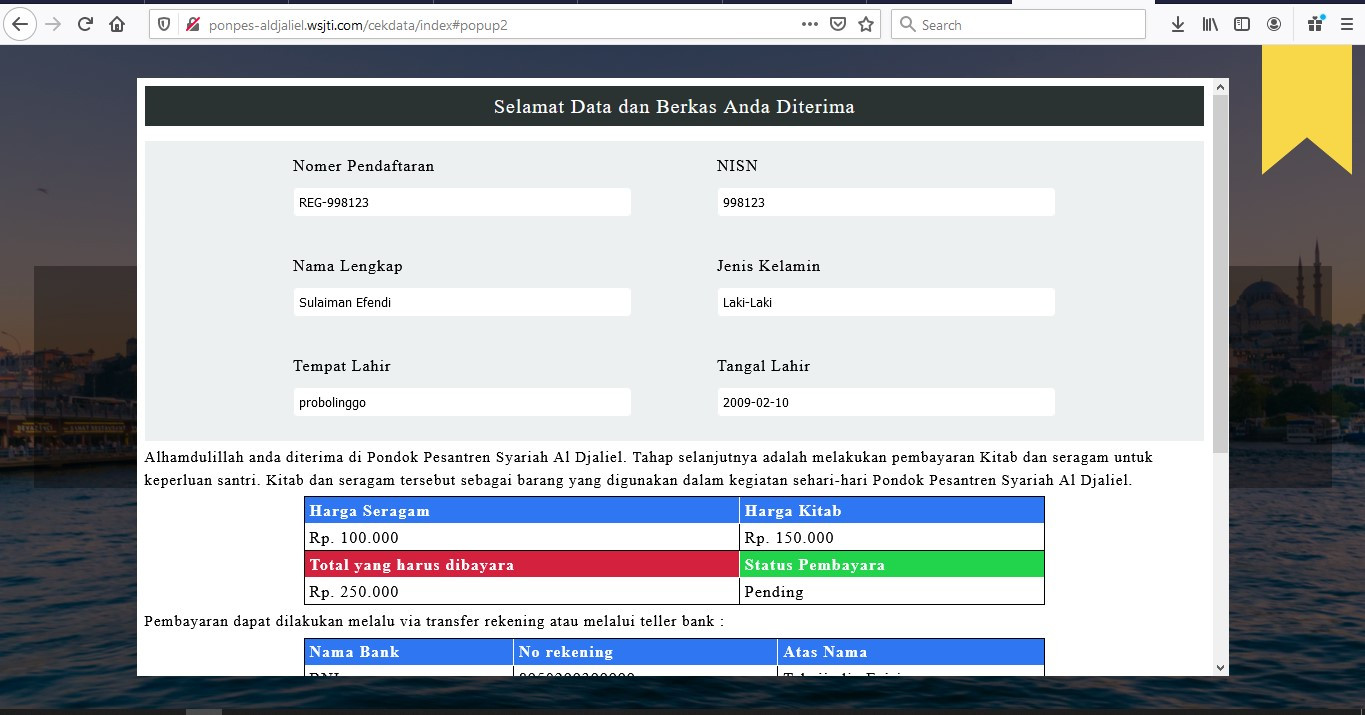 ponpes-aldjaliel.wsjti.com/cekdata/index#popup2
Search
Selamat Data dan Berkas Anda Diterima
Nomer Pendaftaran NISN
REG-998123 998123
Nama Lengkap Jenis Kelamin
Sulaiman Efendi Laki-Laki
Tempat Lahir Tangal Lahir
probolinggo 2009-02-10
Alhamdulillah anda diterima di Pondok Pesantren Syariah Al Djaliel. Tahap selanjutnya adalah melakukan pembayaran Kitab dan seragam untuk
keperluan santri. Kitab dan seragam tersebut sebagai barang yang digunakan dalam kegiatan sehari-hari Pondok Pesantren Syariah Al Djaliel.
Harga Seragam Harga Kitab
Rp. 100.000 Rp. 150.000
Total yang harus dibayara Status Pembayara
Rp. 250.000 Pending
Pembayaran dapat dilakukan melalu via transfer rekening atau melalui teller bank :
Nama Bank No rekening Atas Nama